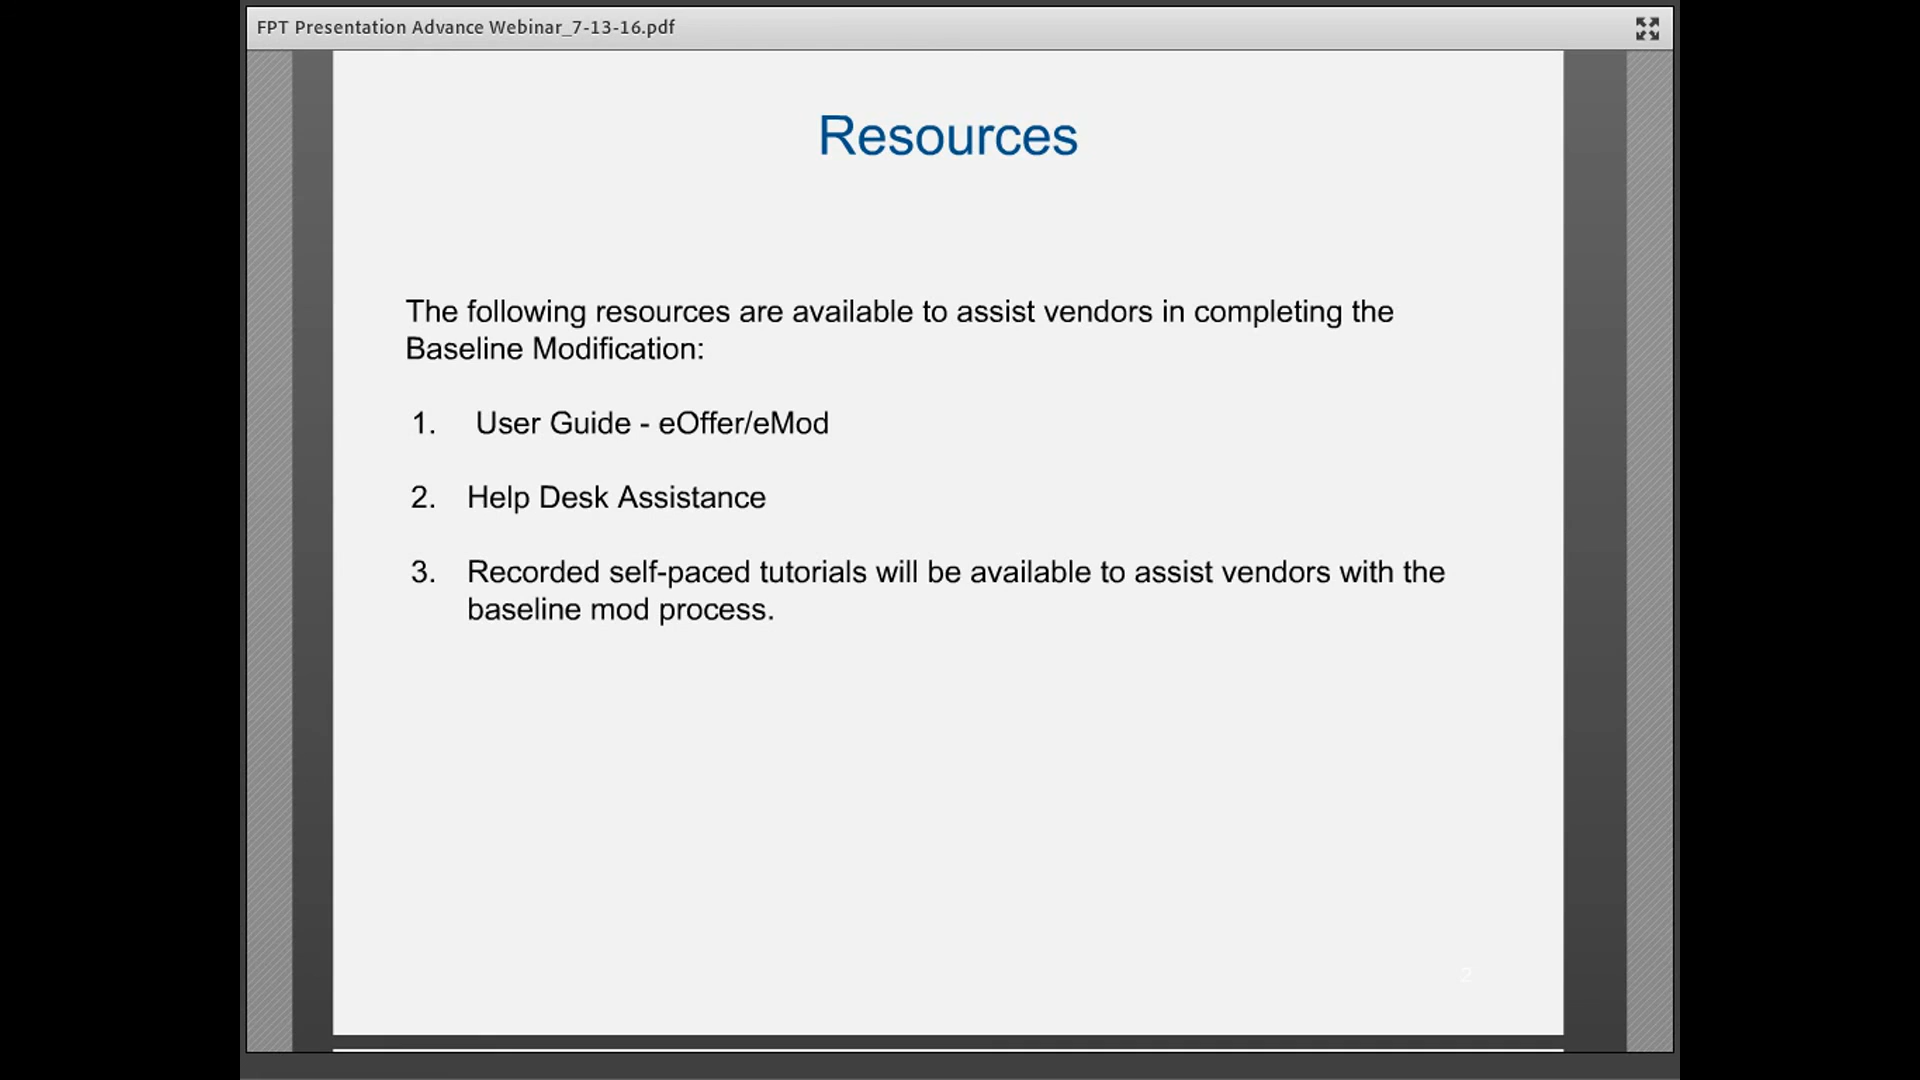 FPT Presentation Advance Webinar_7-13-16.pdf
Resources
The following resources are available to assist vendors in completing the
Baseline Modification:
1. User Guide - eOffer/eMod
2. Help Desk Assistance
3. Recorded self-paced tutorials will be available to assist vendors with the
baseline mod process.
2